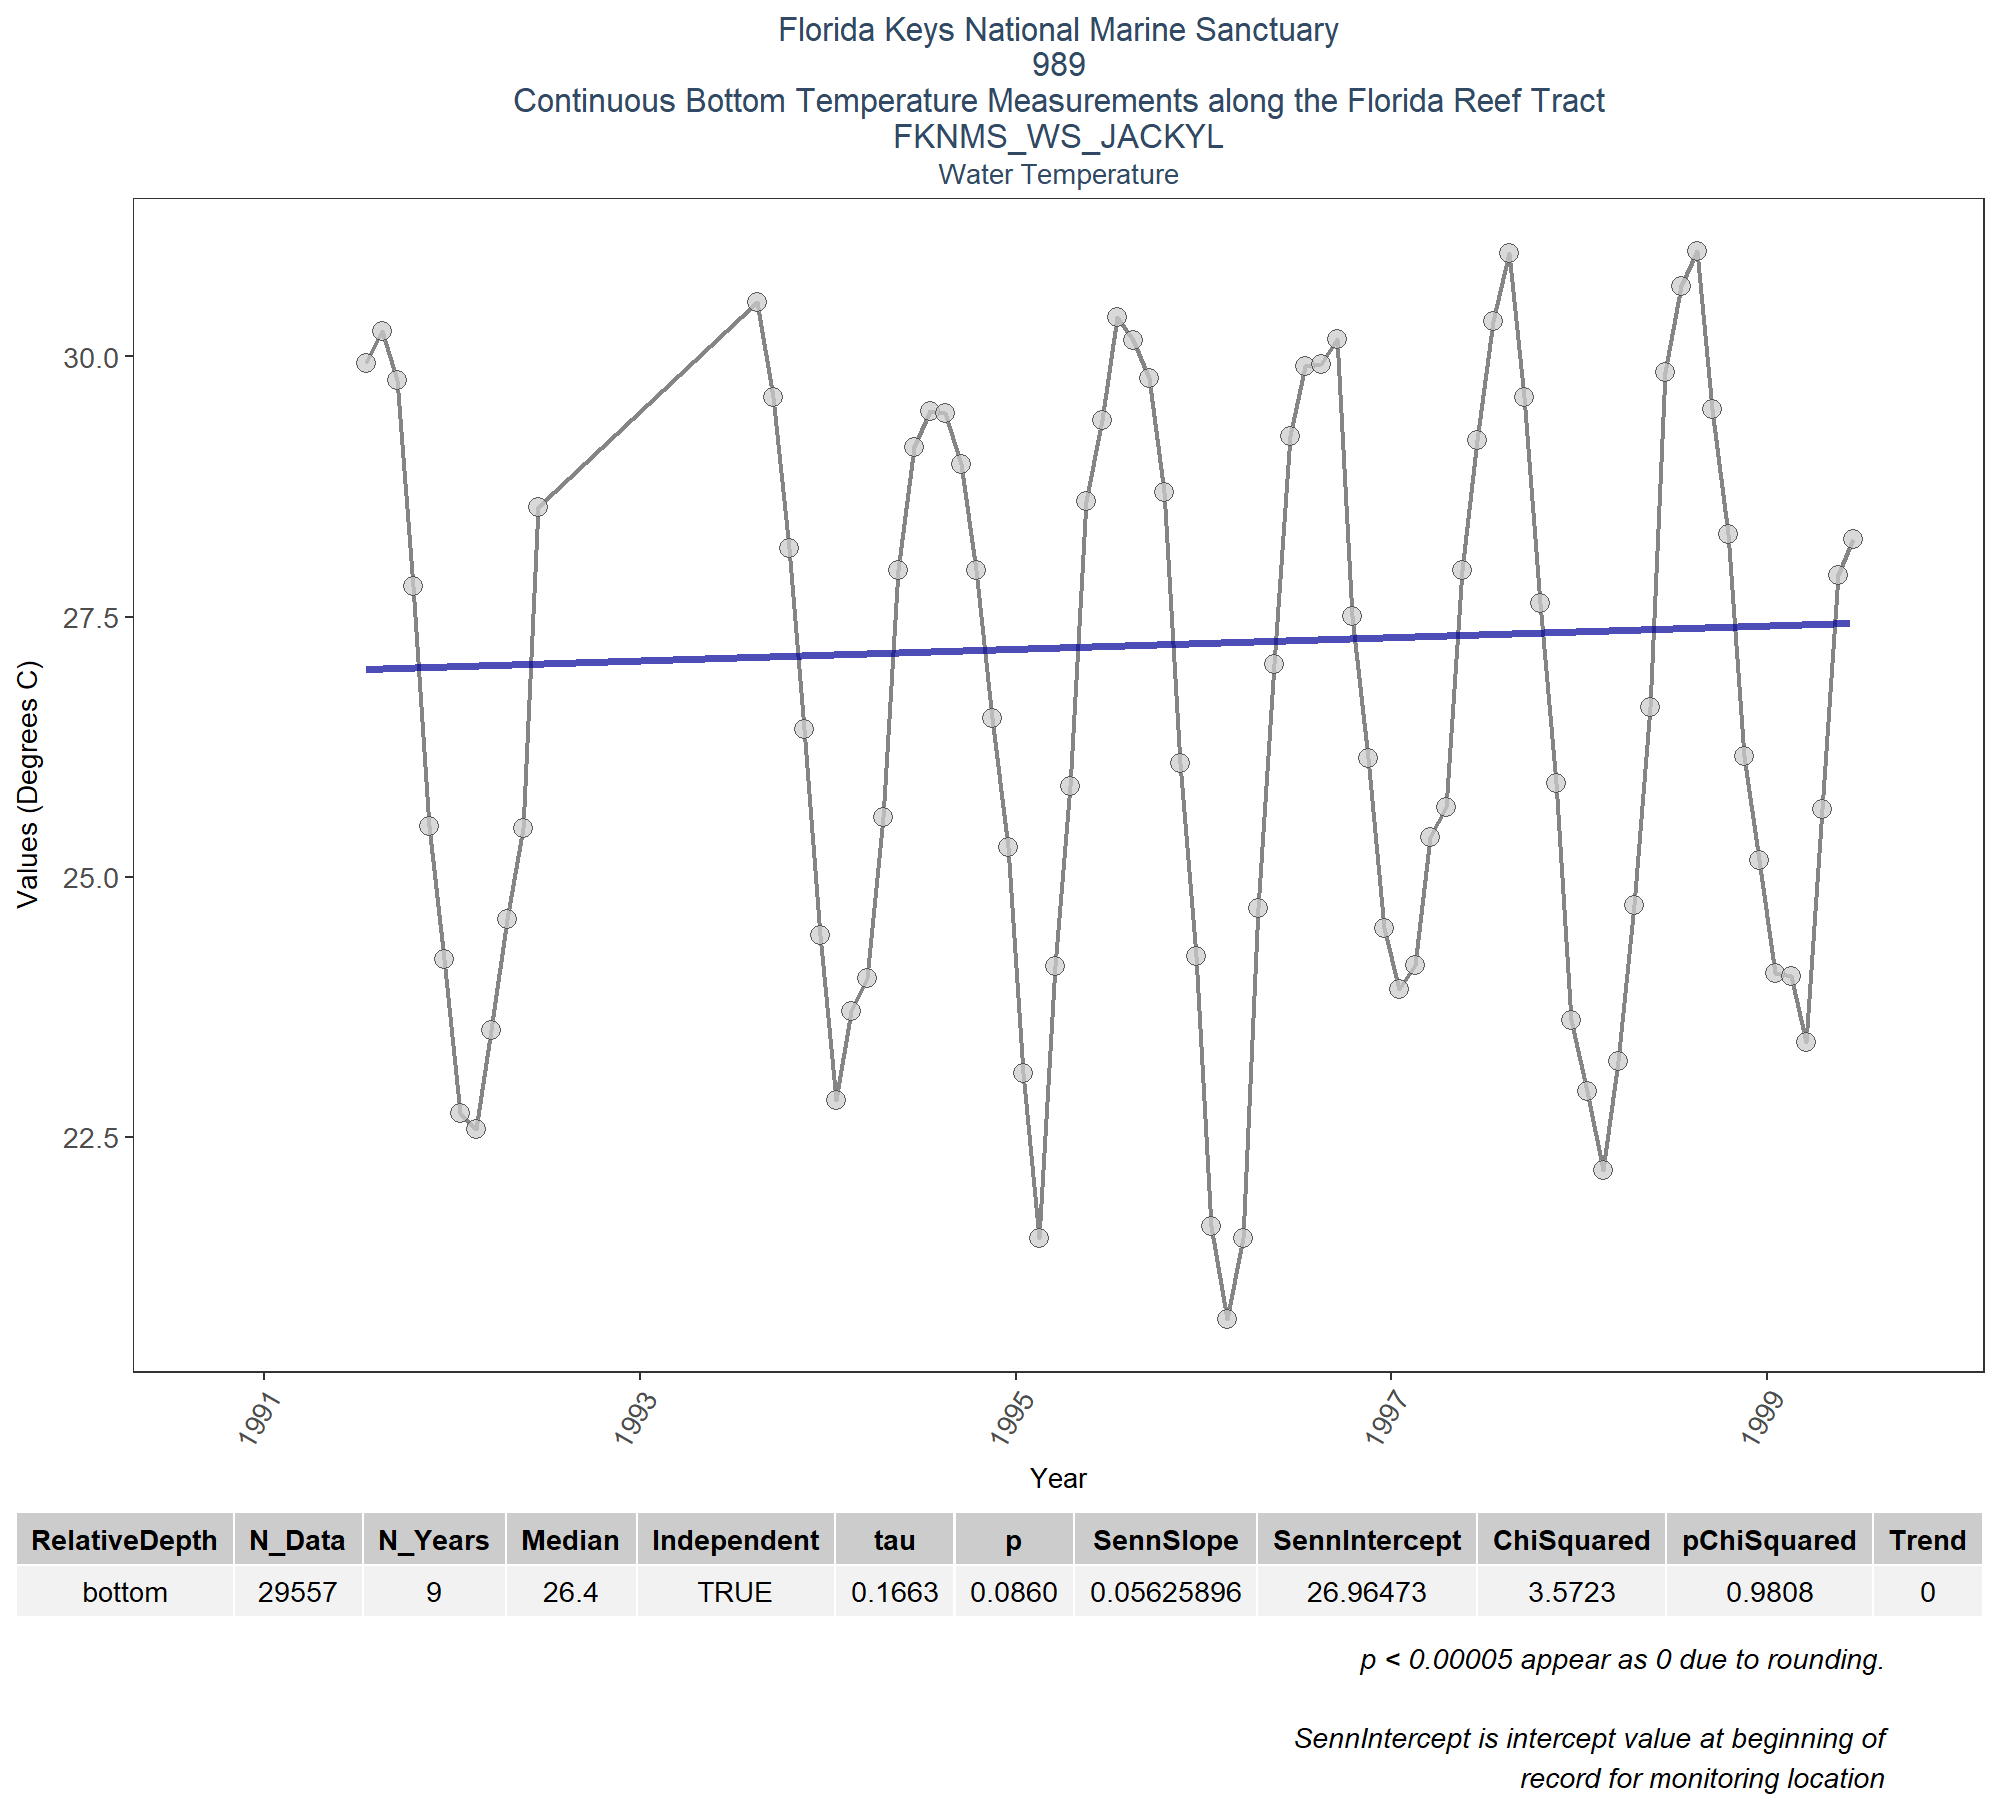 Florida Keys National Marine Sanctuary
989
Continuous Bottom Temperature Measurements along the Florida Reef Tract
FKNMS_WS_JACKYL
Water Temperature
30.0
27.5
25.0
22.5
Values (Degrees C)
1991 1993 1995 1997 1999
Year
RelativeDepth N_Data N_Years Median Independent tau p SennSlope SennIntercept ChiSquared pChiSquared Trend
bottom 29557 9 26.4 TRUE 0.1663 0.0860 0.05625896 26.96473 3.5723 0.9808 0
p < 0.00005 appear as 0 due to rounding.
SennIntercept is intercept value at beginning of
record for monitoring location